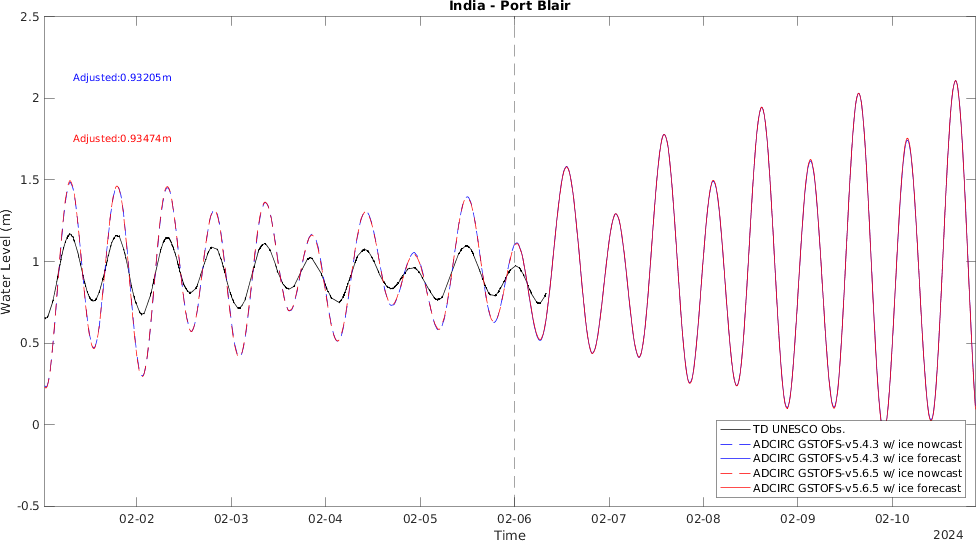 India - Port Blair
2.5
2
1.5
1
0.5
0
-0.5
Water Level (m)
Adjusted:0.93205m
Adjusted:0.93474m
TD UNESCO Obs.
ADCIRC GSTOFS-v5.4.3 w/ ice nowcast
ADCIRC GSTOFS-v5.4.3 w/ ice forecast
ADCIRC GSTOFS-v5.6.5 w/ ice nowcast
ADCIRC GSTOFS-v5.6.5 w/ ice forecast
02-02 02-03 02-04 02-05 02-06 02-07 02-08 02-09 02-10
Time
2024